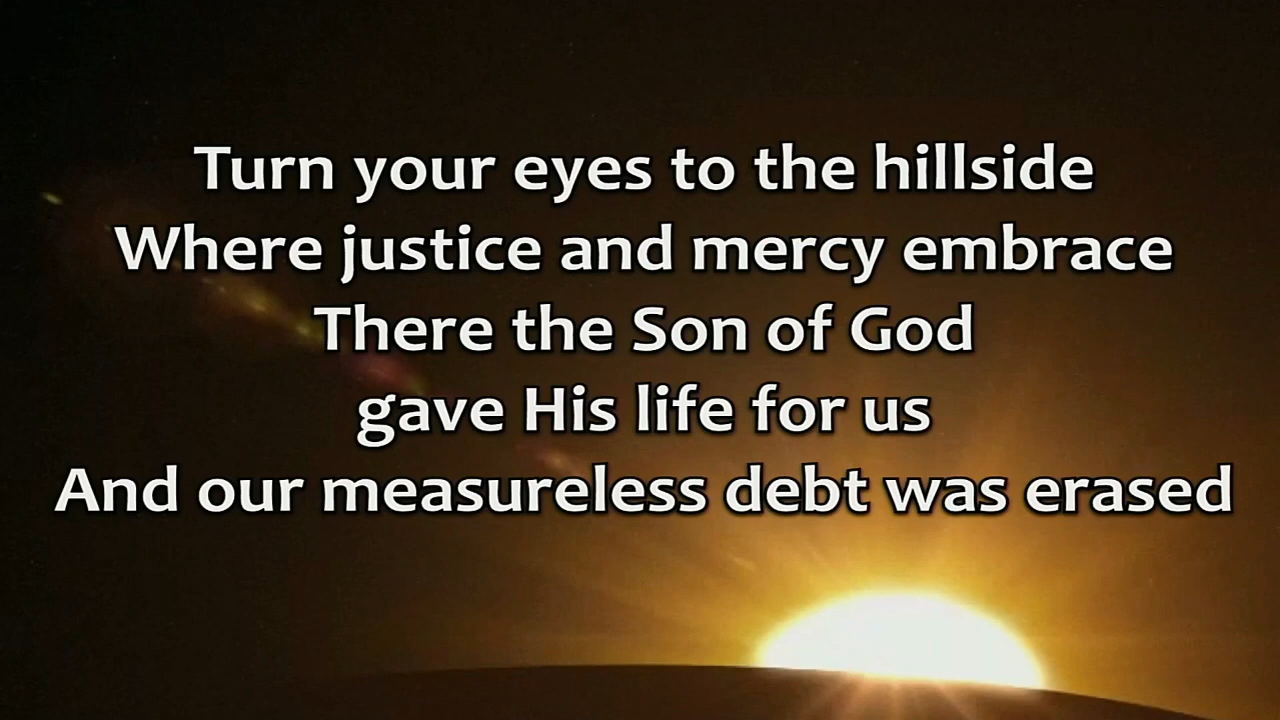 Turn your eyes to the hillside
Where justice and mercy embrace
There the Son of God
gave His life for us
And our measureless debt was erased